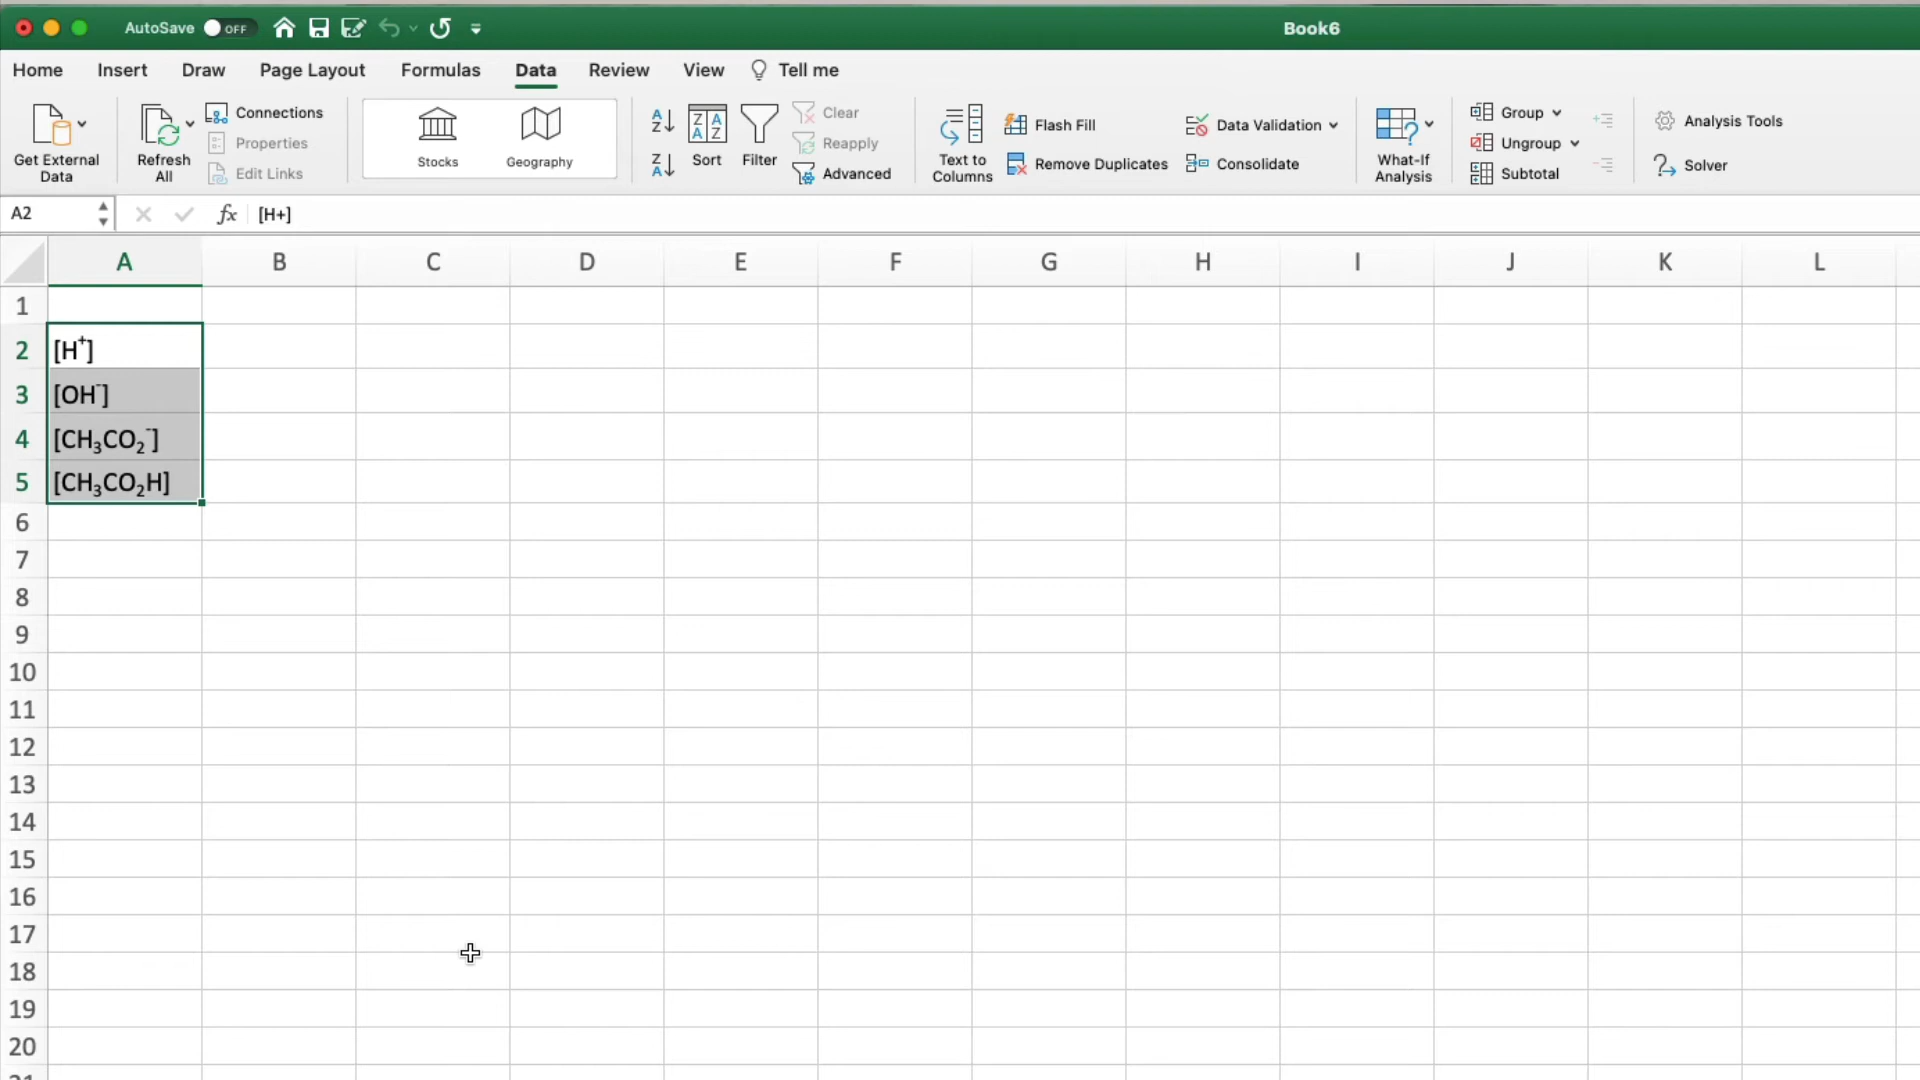 AutoSave OFF Book6
Home Insert Draw Page Layout Formulas Data Review View Tell me
Get External Data
Refresh All
Connections
Properties
Edit Links
Stocks
Geography
Sort
Filter
Clear
Reapply
Advanced
Text to Columns
Flash Fill
Remove Duplicates
Data Validation
Consolidate
What-If Analysis
Group
Ungroup
Subtotal
Analysis Tools
Solver
A2 fx [H+]
A B C D E F G H I J K L
1
2 [H⁺]
3 [OH⁻]
4 [CH₃CO₂⁻]
5 [CH₃CO₂H]
6
7
8
9
10
11
12
13
14
15
16
17
18
19
20